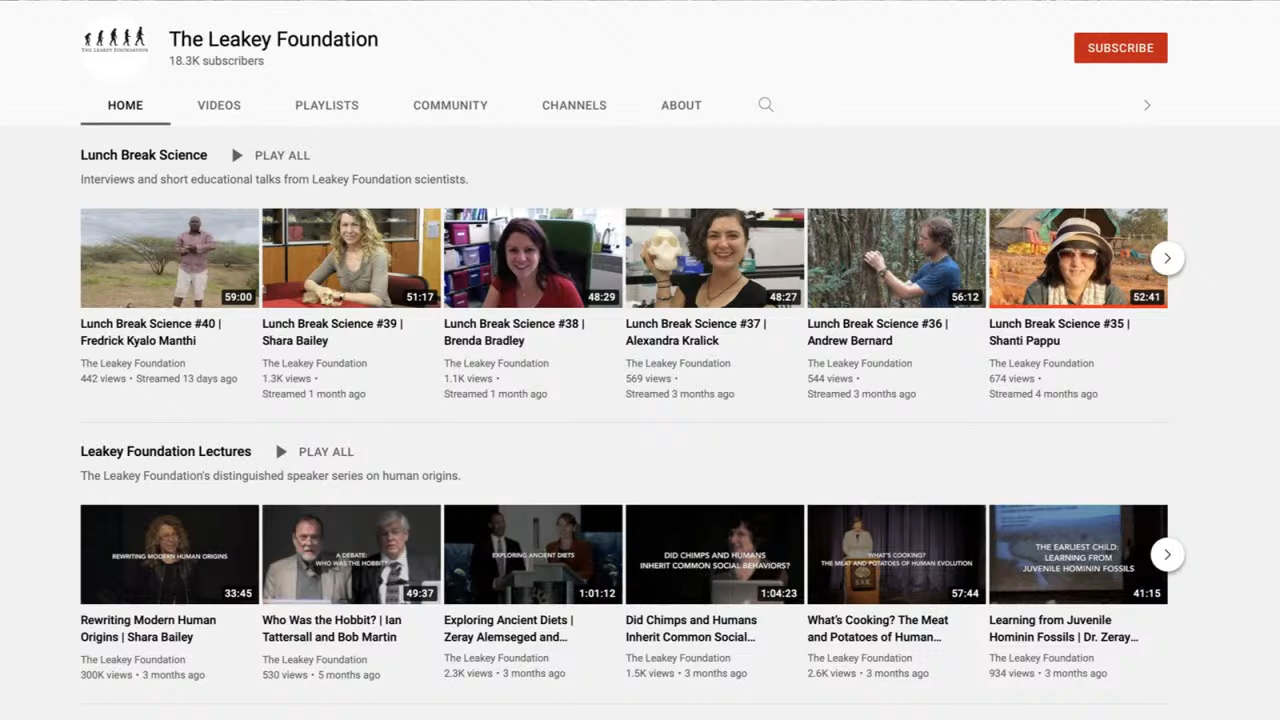 THE LEAKEY FOUNDATION
The Leakey Foundation
18.3K subscribers
SUBSCRIBE
HOME VIDEOS PLAYLISTS COMMUNITY CHANNELS ABOUT
Lunch Break Science PLAY ALL
Interviews and short educational talks from Leakey Foundation scientists.
59:00 51:17 48:29 48:27 56:12 52:41
Lunch Break Science #40 |
Fredrick Kyalo Manthi
The Leakey Foundation
442 views • Streamed 13 days ago
Lunch Break Science #39 |
Shara Bailey
The Leakey Foundation
1.3K views •
Streamed 1 month ago
Lunch Break Science #38 |
Brenda Bradley
The Leakey Foundation
1.1K views •
Streamed 1 month ago
Lunch Break Science #37 |
Alexandra Kralick
The Leakey Foundation
569 views •
Streamed 3 months ago
Lunch Break Science #36 |
Andrew Bernard
The Leakey Foundation
544 views •
Streamed 3 months ago
Lunch Break Science #35 |
Shanti Pappu
The Leakey Foundation
674 views •
Streamed 4 months ago
Leakey Foundation Lectures PLAY ALL
The Leakey Foundation's distinguished speaker series on human origins.
REWRITING MODERN HUMAN ORIGINS
33:45
Rewriting Modern Human
Origins | Shara Bailey
The Leakey Foundation
300K views • 3 months ago
A DEBATE:
WHO WAS THE HOBBIT?
49:37
Who Was the Hobbit? | Ian
Tattersall and Bob Martin
The Leakey Foundation
530 views • 5 months ago
EXPLORING ANCIENT DIETS
1:01:12
Exploring Ancient Diets |
Zeray Alemseged and...
The Leakey Foundation
2.3K views • 3 months ago
DID CHIMPS AND HUMANS
INHERIT COMMON SOCIAL BEHAVIORS?
1:04:23
Did Chimps and Humans
Inherit Common Social...
The Leakey Foundation
1.5K views • 3 months ago
WHAT'S COOKING?
THE MEAT AND POTATOES OF HUMAN EVOLUTION
SAR
57:44
What's Cooking? The Meat
and Potatoes of Human...
The Leakey Foundation
2.6K views • 3 months ago
THE EARLIEST CHILD:
LEARNING FROM
JUVENILE HOMININ FOSSILS
41:15
Learning from Juvenile
Hominin Fossils | Dr. Zeray...
The Leakey Foundation
934 views • 3 months ago